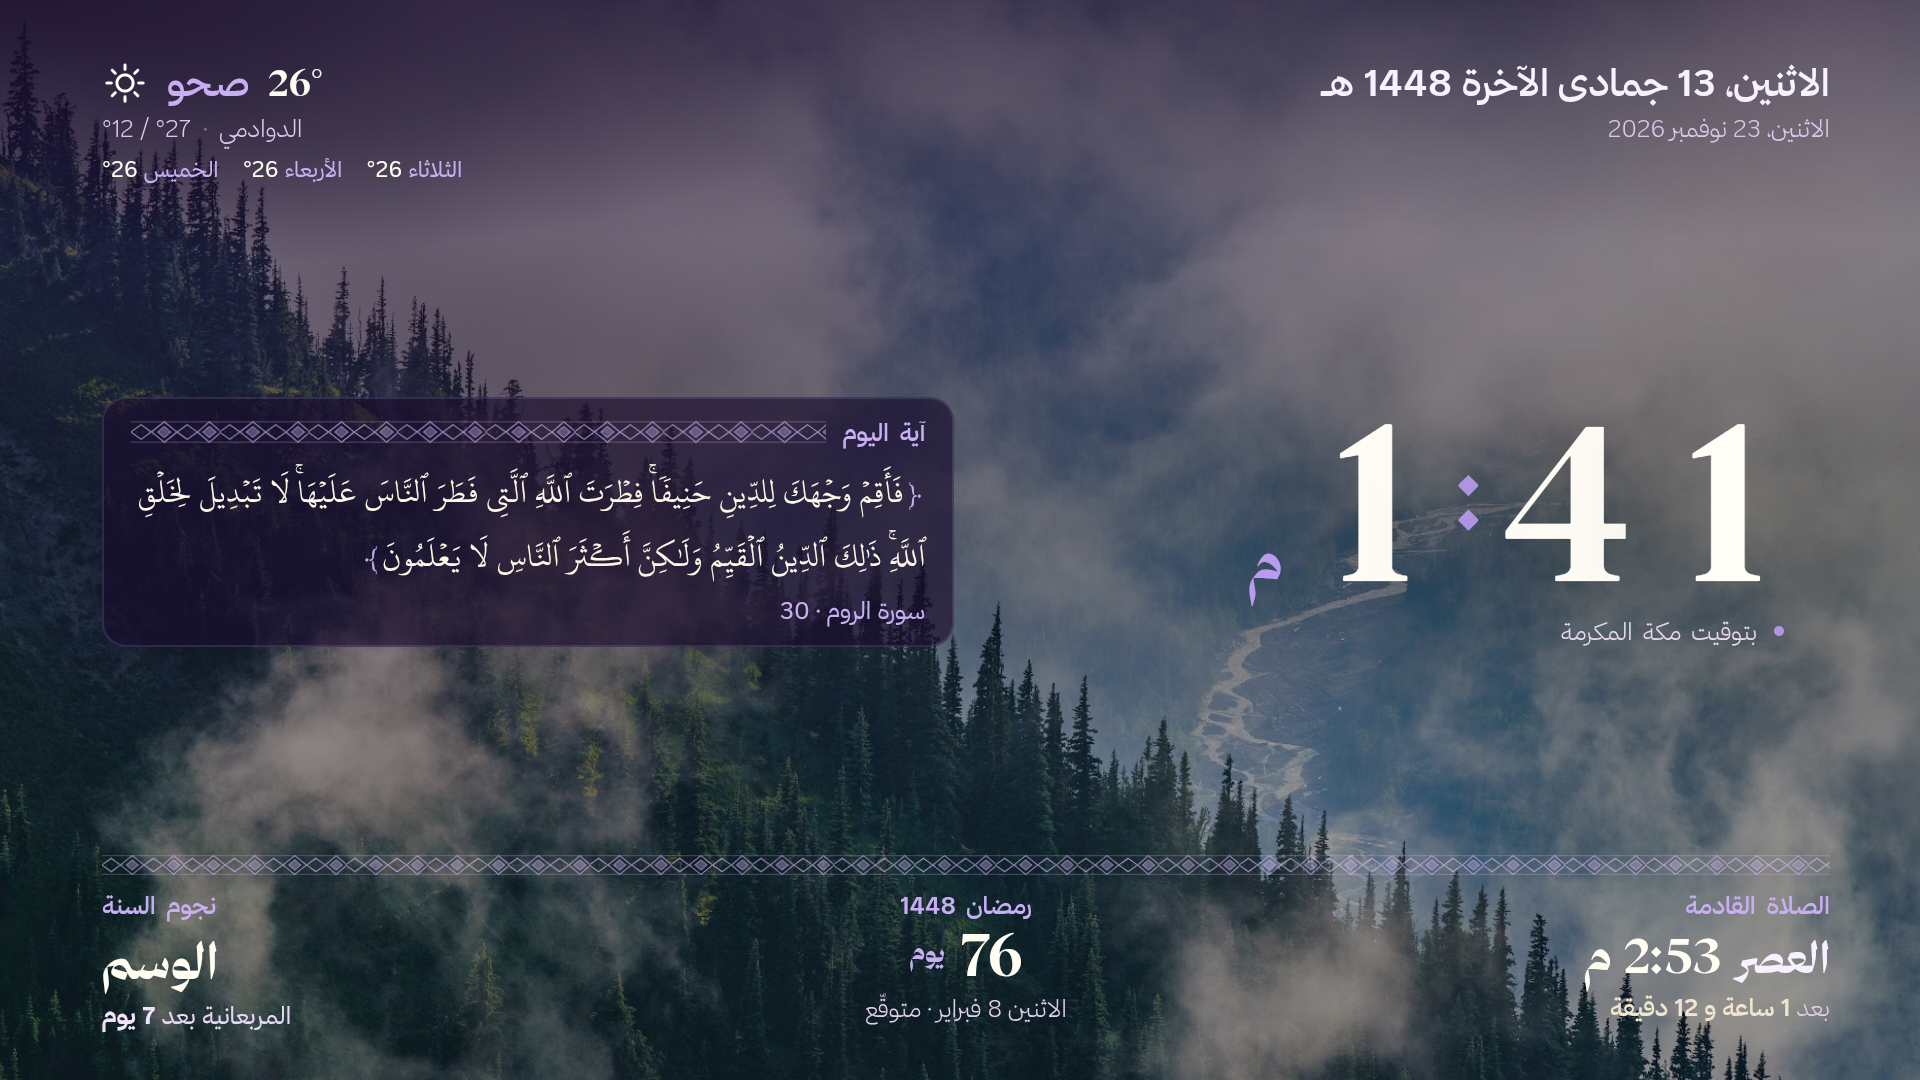 الاثنين، 13 جمادى الآخرة 1448 هـ
الاثنين، 23 نوفمبر 2026
26° صحو
الدوادمي · 27° / 12°
الثلاثاء 26° الأربعاء 26° الخميس 26°
1:41 م
بتوقيت مكة المكرمة
آية اليوم
﴿فَأَقِمۡ وَجۡهَكَ لِلدِّينِ حَنِيفٗاۚ فِطۡرَتَ ٱللَّهِ ٱلَّتِي فَطَرَ ٱلنَّاسَ عَلَيۡهَاۚ لَا تَبۡدِيلَ لِخَلۡقِ
ٱللَّهِۚ ذَٰلِكَ ٱلدِّينُ ٱلۡقَيِّمُ وَلَٰكِنَّ أَكۡثَرَ ٱلنَّاسِ لَا يَعۡلَمُونَ﴾
سورة الروم · 30
الصلاة القادمة
العصر 2:53 م
بعد 1 ساعة و 12 دقيقة
رمضان 1448
76 يوم
الاثنين 8 فبراير · متوقّع
نجوم السنة
الوسم
المربعانية بعد 7 يوم